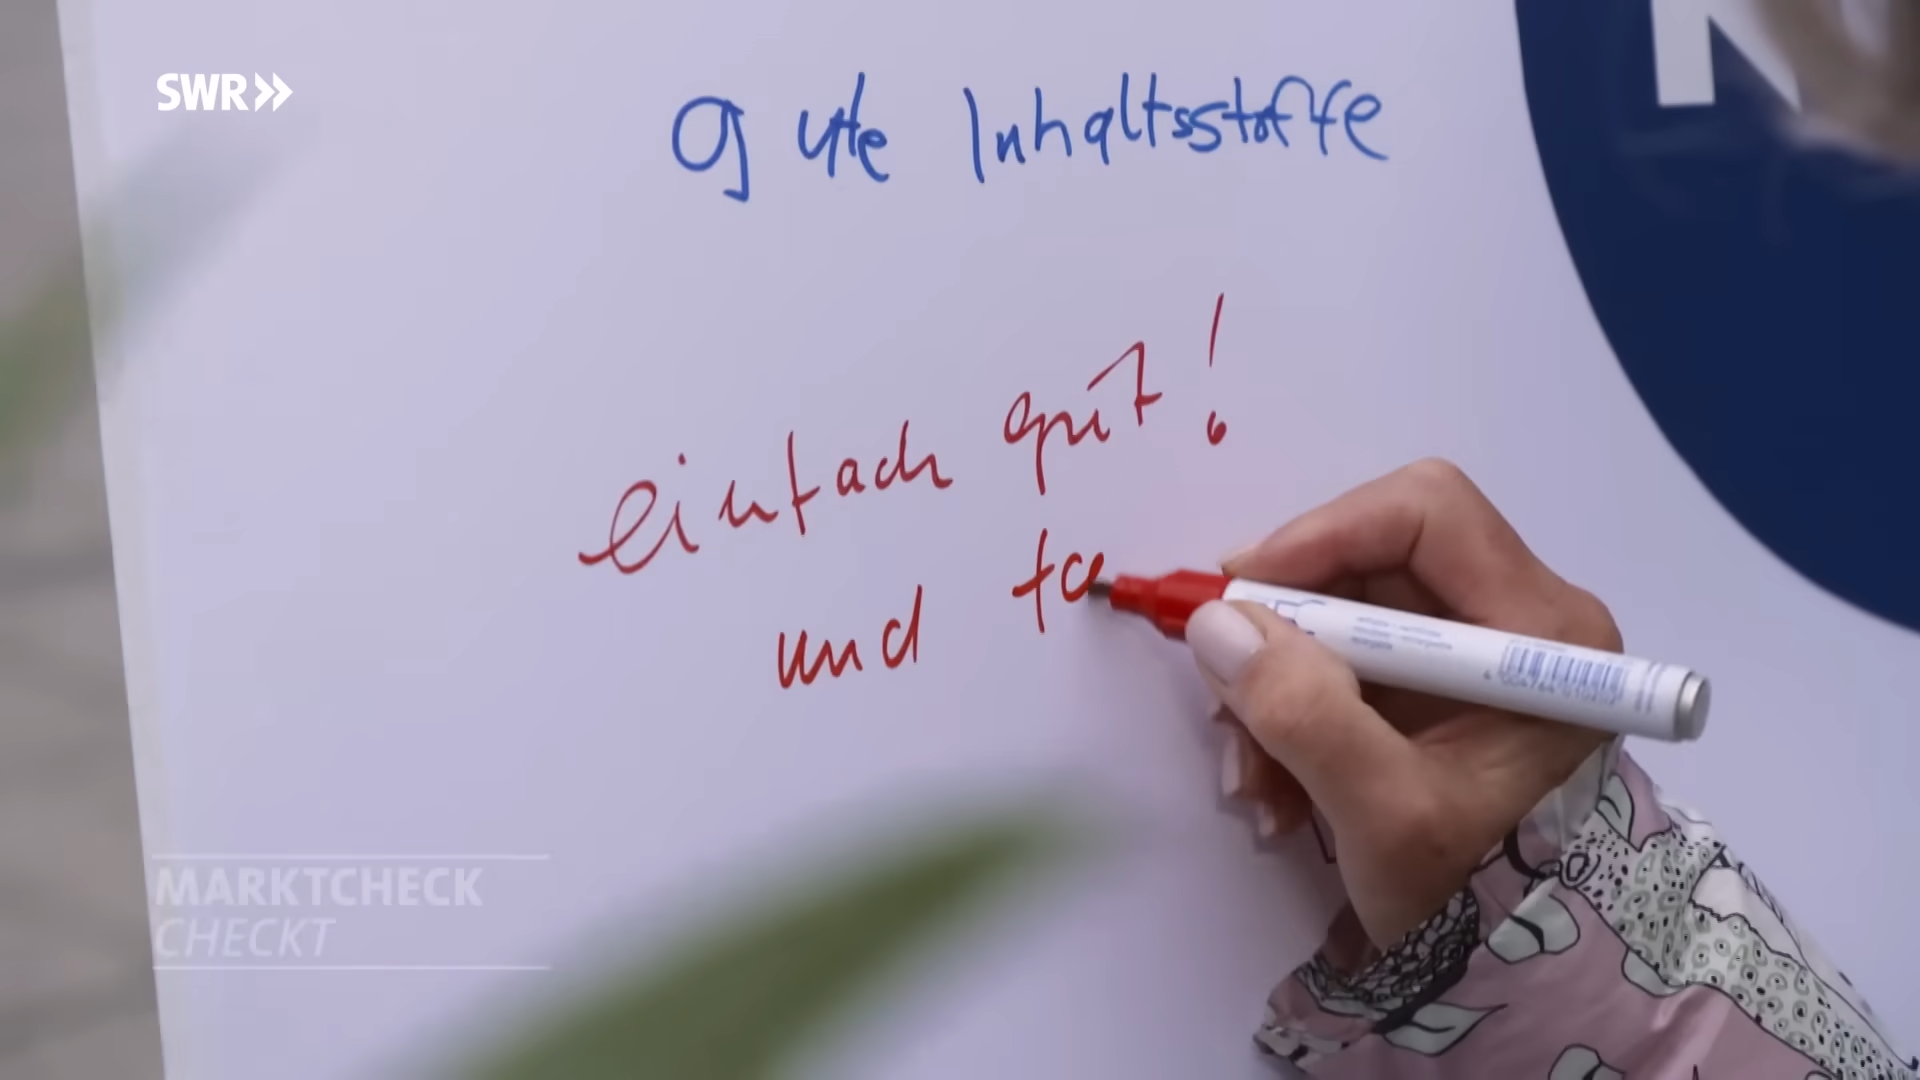 SWR
gute Inhaltsstoffe
einfach gut!
und
MARKTCHECK
CHECKT